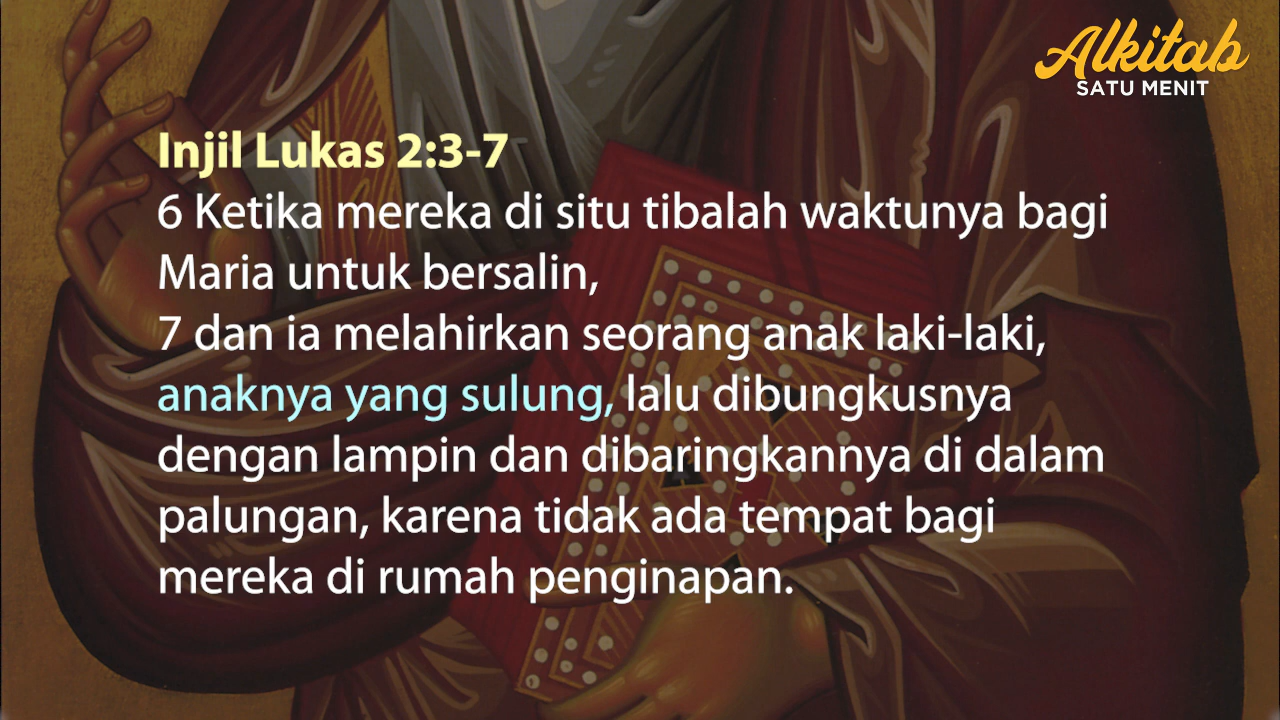 Alkitab
SATU MENIT
Injil Lukas 2:3-7
6 Ketika mereka di situ tibalah waktunya bagi
Maria untuk bersalin,
7 dan ia melahirkan seorang anak laki-laki,
anaknya yang sulung, lalu dibungkusnya
dengan lampin dan dibaringkannya di dalam
palungan, karena tidak ada tempat bagi
mereka di rumah penginapan.